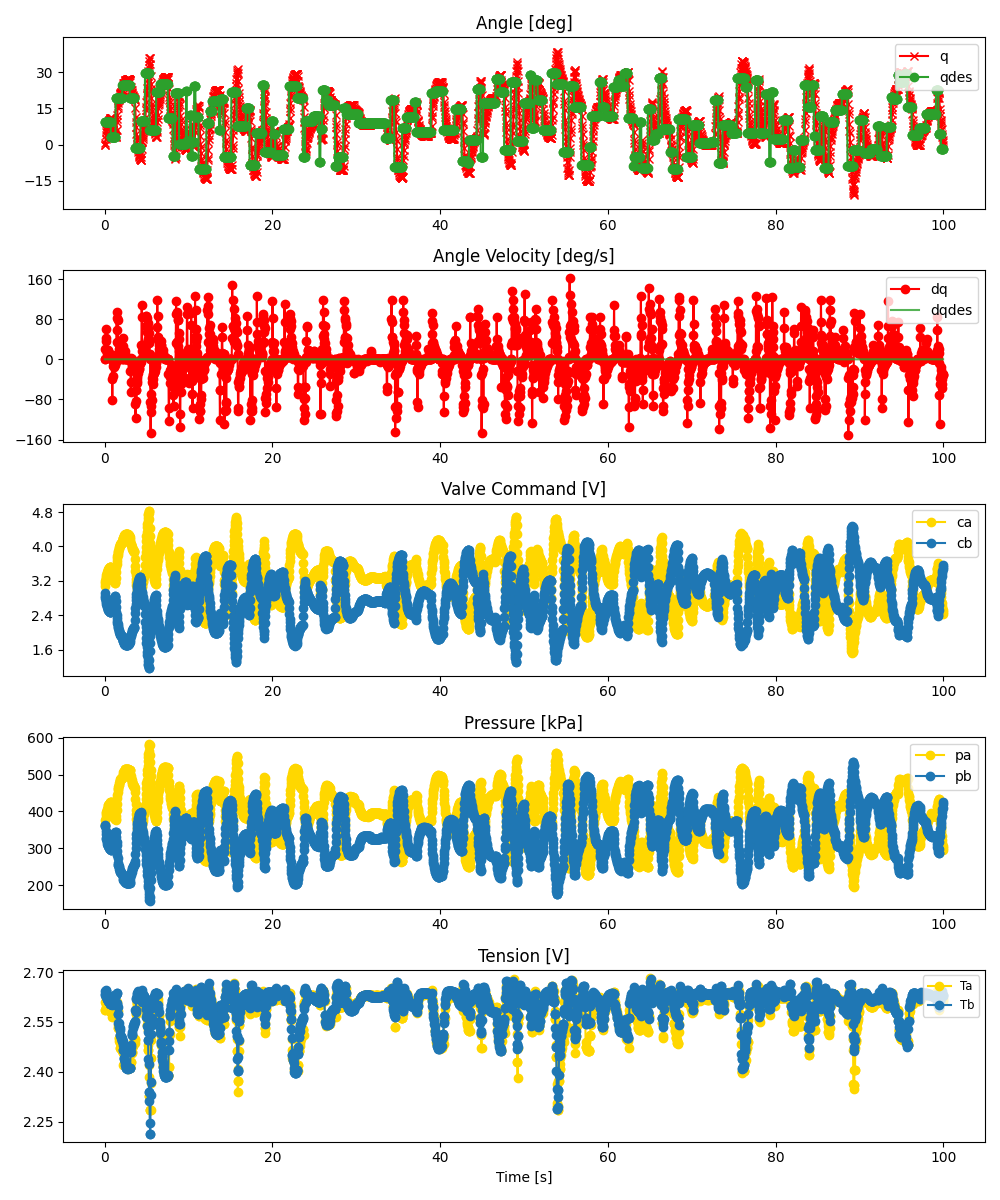 Angle [deg]
q
qdes
30
15
0
−15
0 20 40 60 80 100
Angle Velocity [deg/s]
dq
dqdes
160
80
0
−80
−160
0 20 40 60 80 100
Valve Command [V]
ca
cb
4.8
4.0
3.2
2.4
1.6
0 20 40 60 80 100
Pressure [kPa]
pa
pb
600
500
400
300
200
0 20 40 60 80 100
Tension [V]
Ta
Tb
2.70
2.55
2.40
2.25
0 20 40 60 80 100
Time [s]